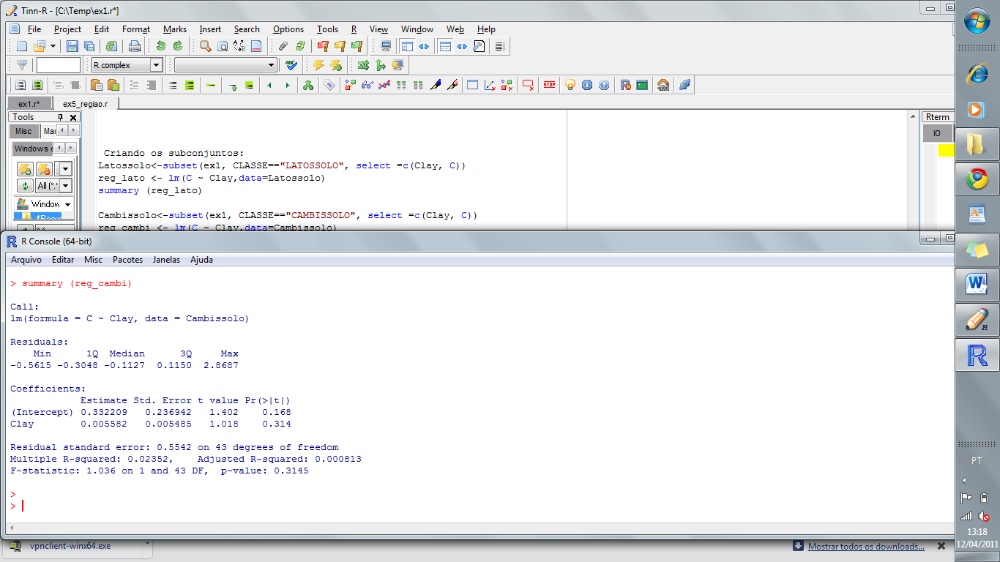 Tinn-R - [C:\Temp\ex1.r*]
File Project Edit Format Marks Insert Search Options Tools R View Window Web Help
R complex
ex1.r* ex5_regiao.r
Tools
Misc
Windows
All (*.*
Window
Rterm
IO
Criando os subconjuntos:
Latossolo<-subset(ex1, CLASSE=="LATOSSOLO", select =c(Clay, C))
reg_lato <- lm(C ~ Clay,data=Latossolo)
summary (reg_lato)
Cambissolo<-subset(ex1, CLASSE=="CAMBISSOLO", select =c(Clay, C))
reg_cambi <- lm(C ~ Clay,data=Cambissolo)
R Console (64-bit)
Arquivo Editar Misc Pacotes Janelas Ajuda
> summary (reg_cambi)
Call:
lm(formula = C ~ Clay, data = Cambissolo)
Residuals:
Min 1Q Median 3Q Max
-0.5615 -0.3048 -0.1127 0.1150 2.8687
Coefficients:
Estimate Std. Error t value Pr(>|t|)
(Intercept) 0.332209 0.236942 1.402 0.168
Clay 0.005582 0.005485 1.018 0.314
Residual standard error: 0.5542 on 43 degrees of freedom
Multiple R-squared: 0.02352, Adjusted R-squared: 0.000813
F-statistic: 1.036 on 1 and 43 DF, p-value: 0.3145
>
>
vpnclient-winx64.exe
Mostrar todos os downloads...
PT
13:18
12/04/2011